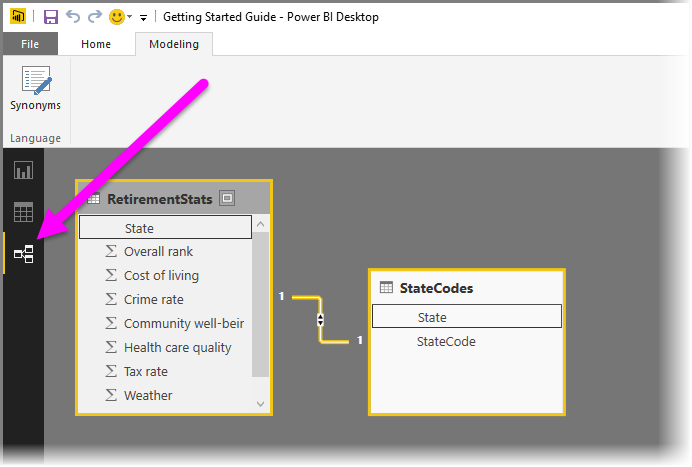 Getting Started Guide - Power BI Desktop
File Home Modeling
Synonyms
Language
RetirementStats
State
Overall rank
Cost of living
Crime rate
Community well-beir
Health care quality
Tax rate
Weather
1
1
StateCodes
State
StateCode